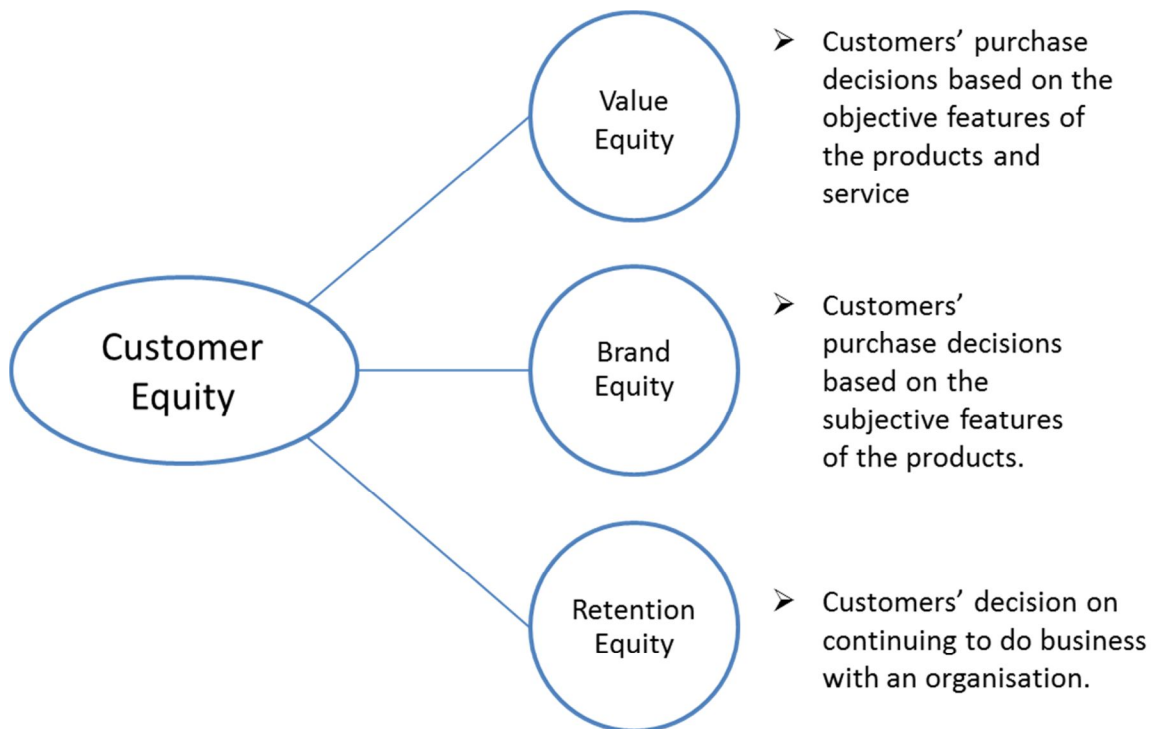 Customer
Equity
Value
Equity
➢ Customers’ purchase
decisions based on the
objective features of
the products and
service
Brand
Equity
➢ Customers’
purchase decisions
based on the
subjective features
of the products.
Retention
Equity
➢ Customers’ decision on
continuing to do business
with an organisation.